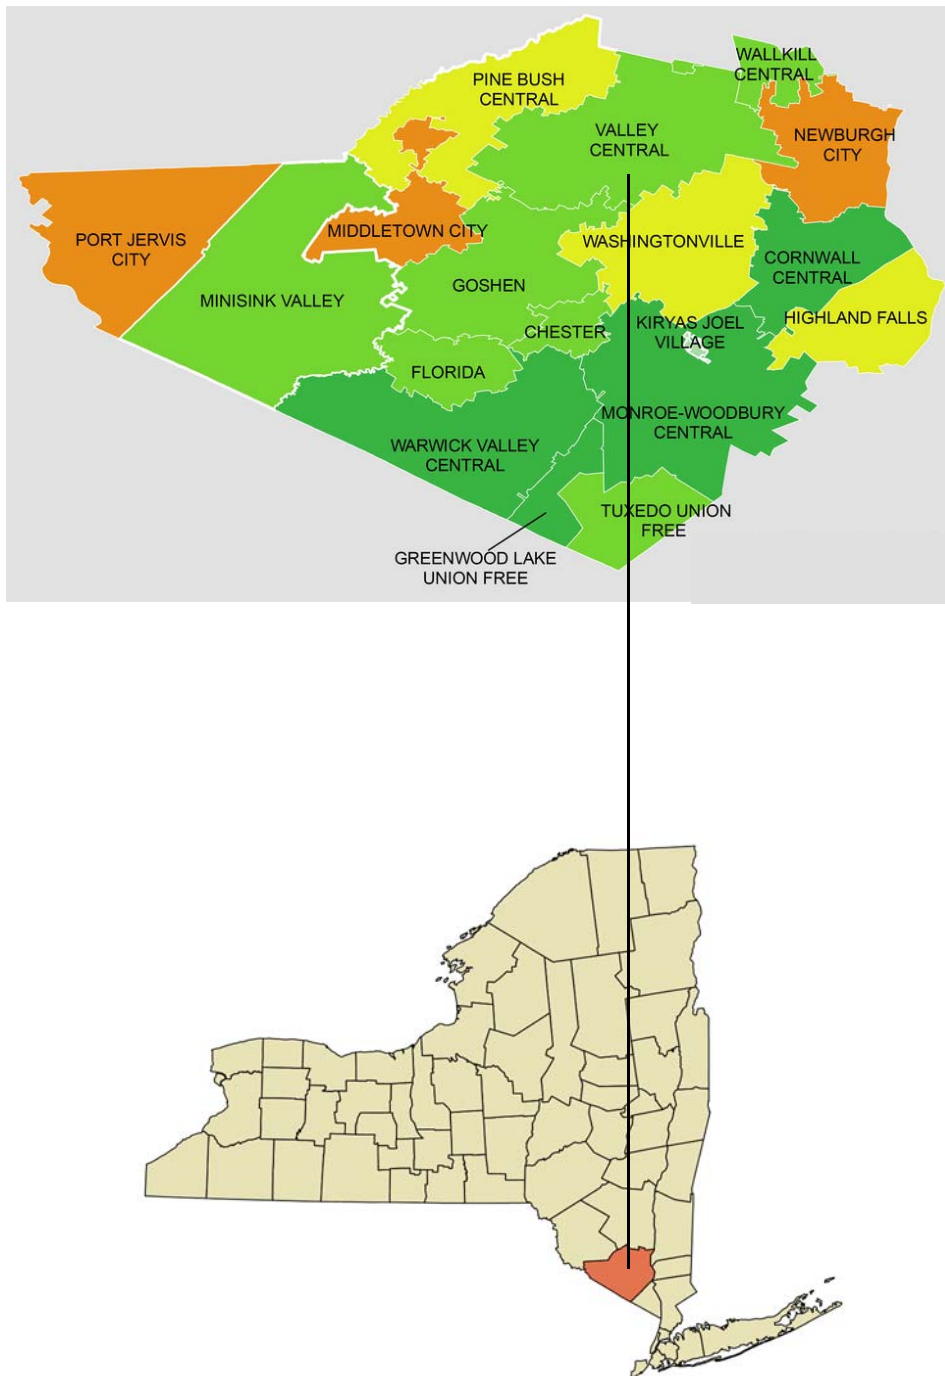 WALLKILL
CENTRAL
PINE BUSH
CENTRAL
VALLEY
CENTRAL
NEWBURGH
CITY
PORT JERVIS
CITY
MIDDLETOWN CITY
WASHINGTONVILLE
CORNWALL
CENTRAL
MINISINK VALLEY
GOSHEN
CHESTER
KIRYAS JOEL
VILLAGE
HIGHLAND FALLS
FLORIDA
MONROE-WOODBURY
CENTRAL
WARWICK VALLEY
CENTRAL
TUXEDO UNION
FREE
GREENWOOD LAKE
UNION FREE